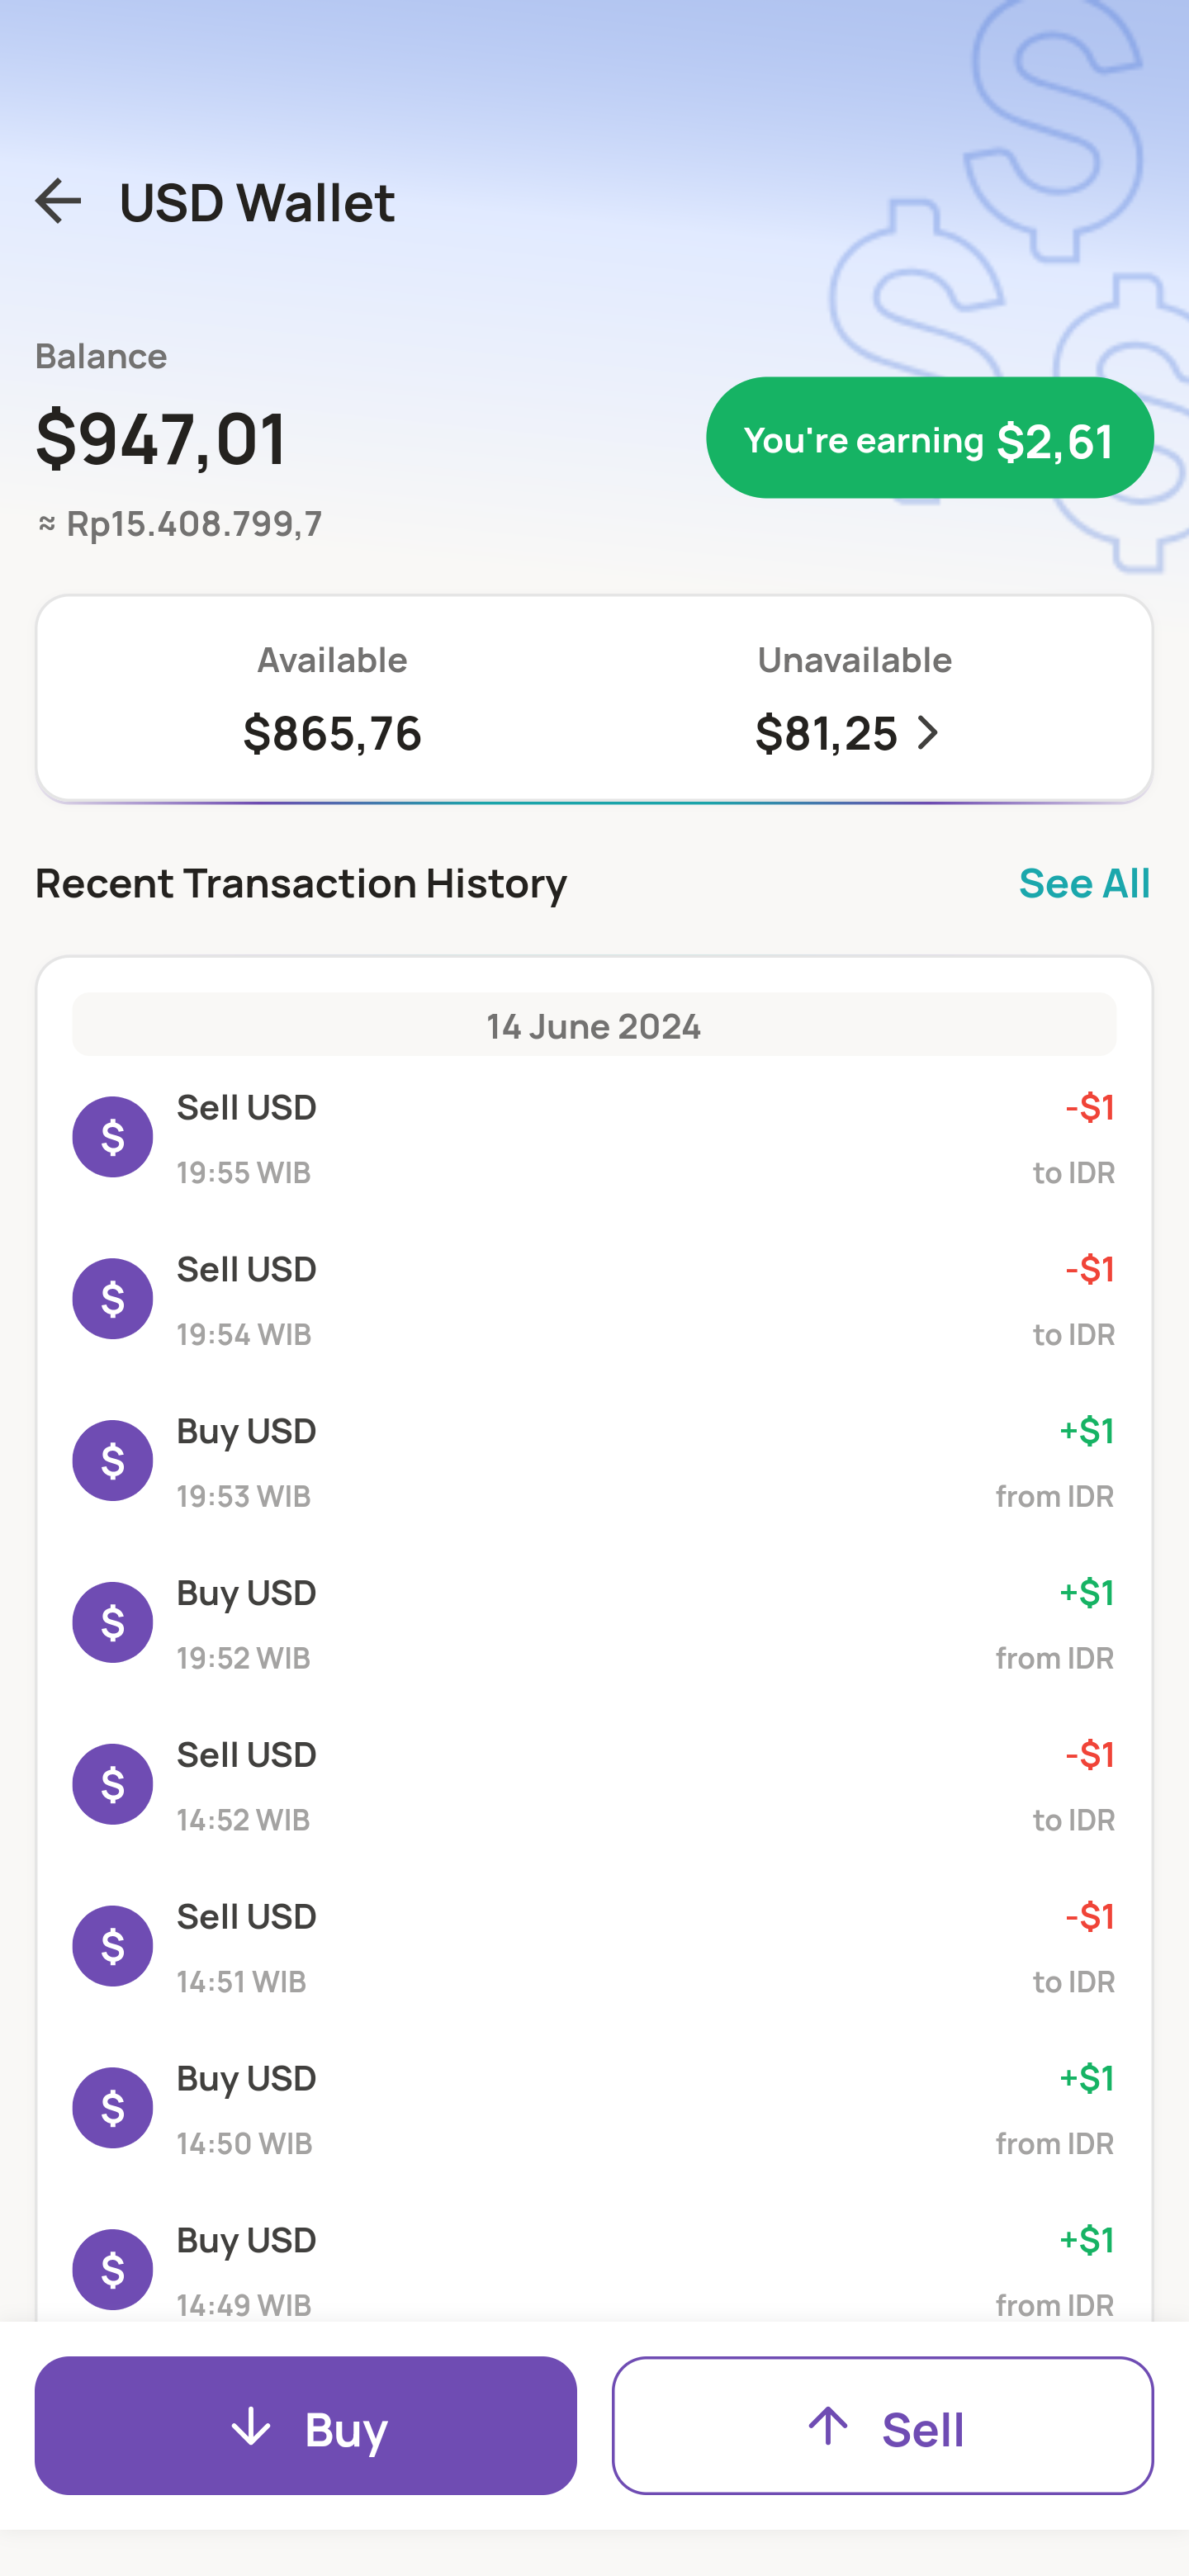 USD Wallet
Balance
$947,01
You're earning $2,61
≈ Rp15.408.799,7
Available Unavailable
$865,76 $81,25
Recent Transaction History See All
14 June 2024
Sell USD -$1
19:55 WIB to IDR
Sell USD -$1
19:54 WIB to IDR
Buy USD +$1
19:53 WIB from IDR
Buy USD +$1
19:52 WIB from IDR
Sell USD -$1
14:52 WIB to IDR
Sell USD -$1
14:51 WIB to IDR
Buy USD +$1
14:50 WIB from IDR
Buy USD +$1
14:49 WIB from IDR
Buy Sell